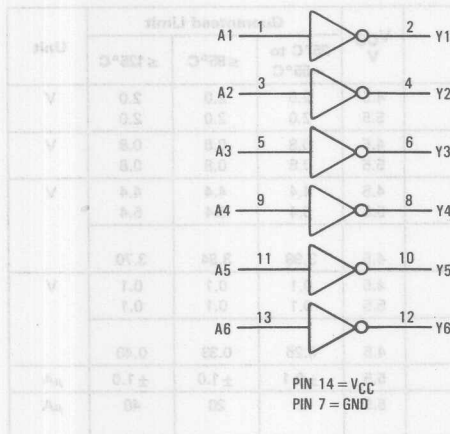 A1 1 2 Y1
A2 3 4 Y2
A3 5 6 Y3
A4 9 8 Y4
A5 11 10 Y5
A6 13 12 Y6
PIN 14 = VCC
PIN 7 = GND